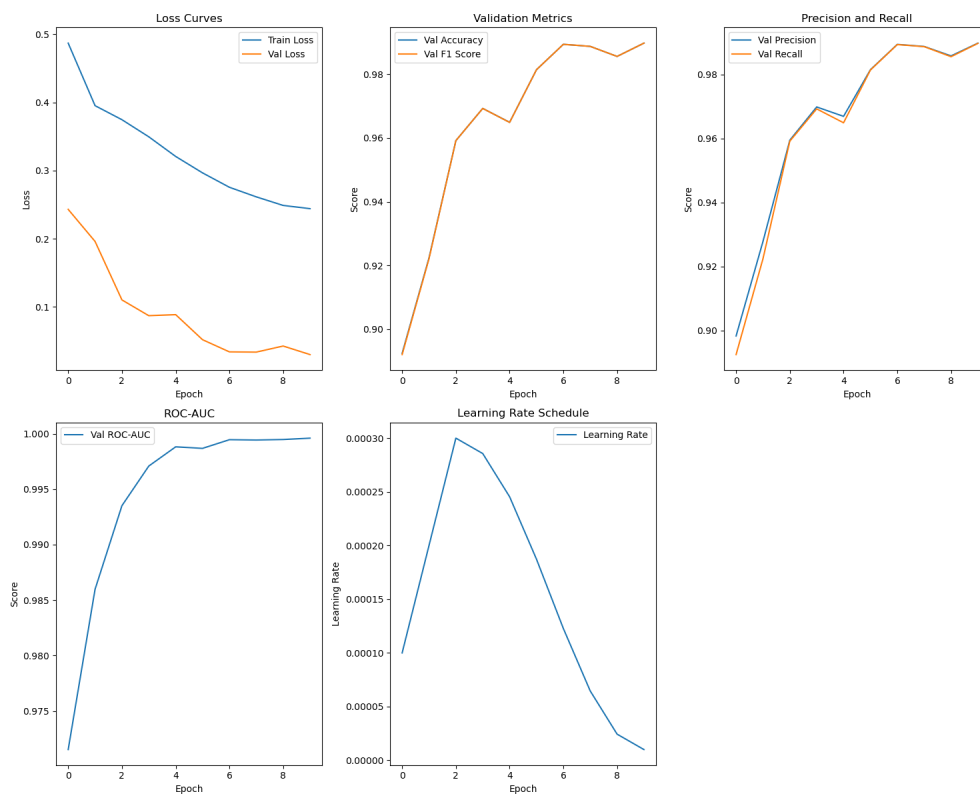 Loss Curves
Train Loss
Val Loss
0.5
0.4
0.3
0.2
0.1
Loss
0 2 4 6 8
Epoch
Validation Metrics
Val Accuracy
Val F1 Score
0.98
0.96
0.94
0.92
0.90
Score
0 2 4 6 8
Epoch
Precision and Recall
Val Precision
Val Recall
0.98
0.96
0.94
0.92
0.90
Score
0 2 4 6 8
Epoch
ROC-AUC
Val ROC-AUC
1.000
0.995
0.990
0.985
0.980
0.975
Score
0 2 4 6 8
Epoch
Learning Rate Schedule
Learning Rate
0.00030
0.00025
0.00020
0.00015
0.00010
0.00005
0.00000
Learning Rate
0 2 4 6 8
Epoch